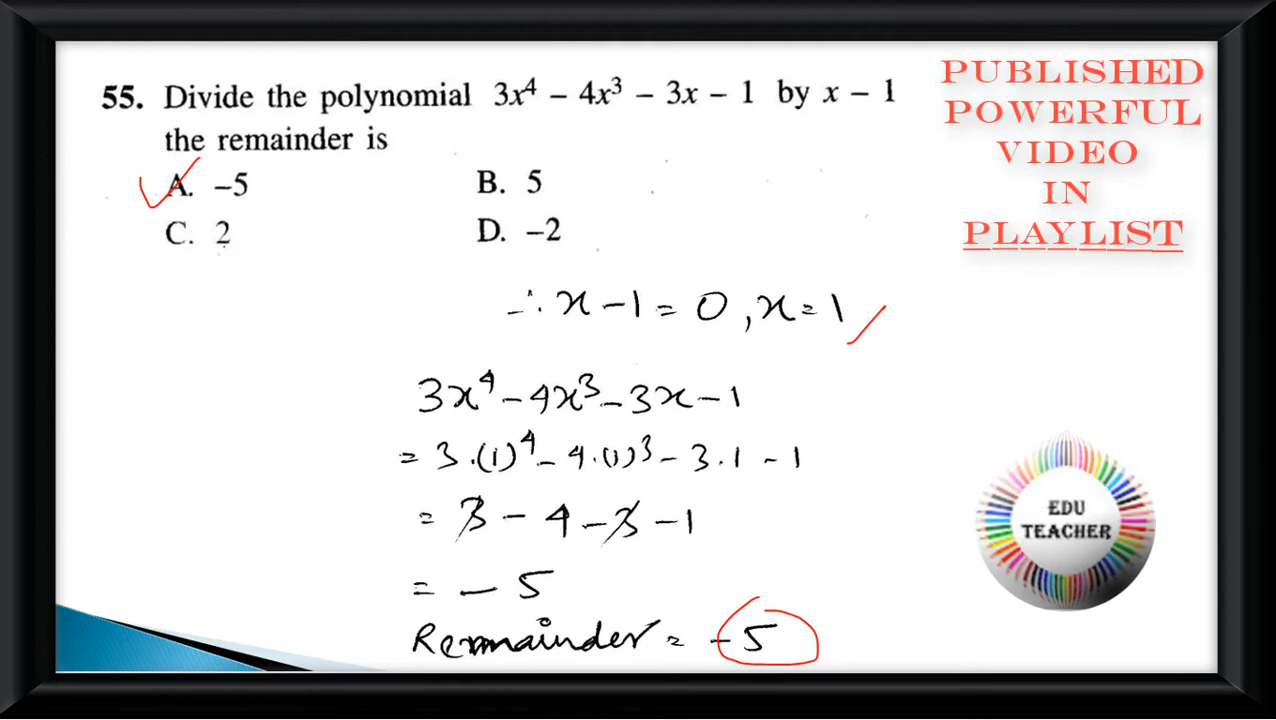 55. Divide the polynomial 3x⁴ – 4x³ – 3x – 1 by x – 1
the remainder is
A. –5 B. 5
C. 2 D. –2
∴ x – 1 = 0, x = 1
3x⁴ – 4x³ – 3x – 1
= 3·(1)⁴ – 4·(1)³ – 3·1 – 1
= 3 – 4 – 3 – 1
= – 5
Remainder = –5
PUBLISHED
POWERFUL
VIDEO
IN
PLAYLIST
EDU
TEACHER